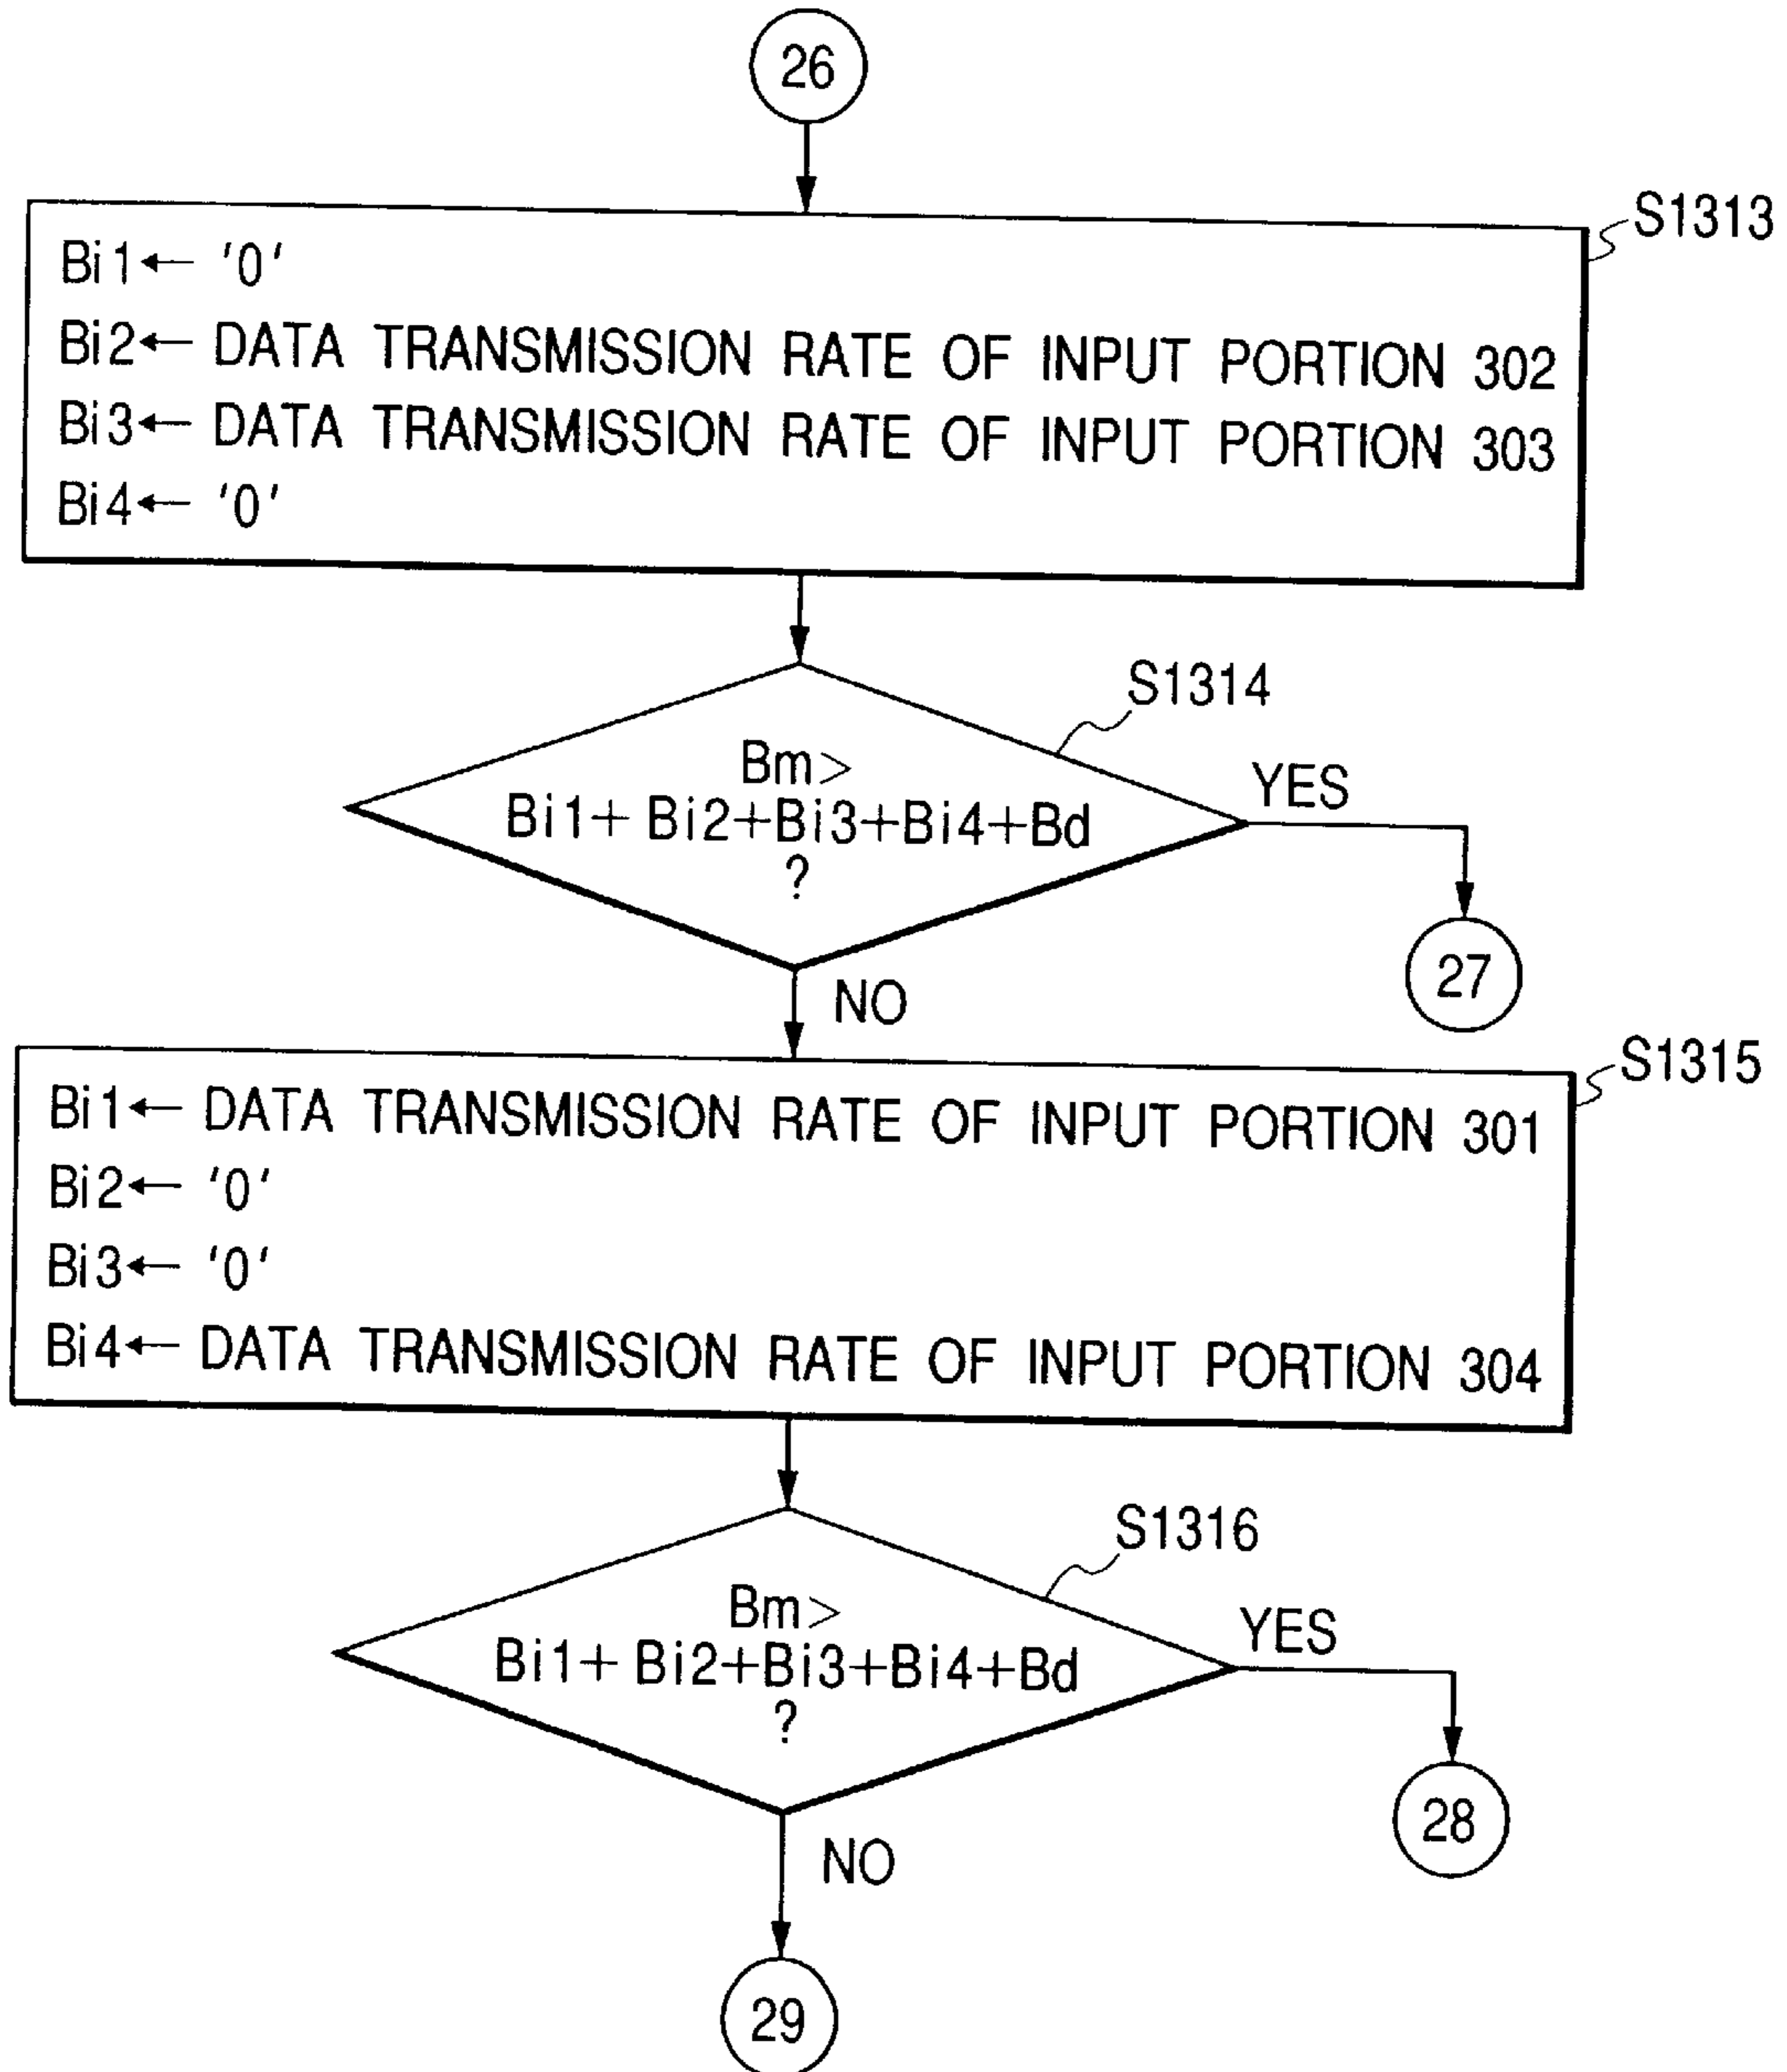 26
S1313
Bi1← '0'
Bi2← DATA TRANSMISSION RATE OF INPUT PORTION 302
Bi3← DATA TRANSMISSION RATE OF INPUT PORTION 303
Bi4← '0'
S1314
Bm>
Bi1+Bi2+Bi3+Bi4+Bd
?
YES
27
NO
S1315
Bi1← DATA TRANSMISSION RATE OF INPUT PORTION 301
Bi2← '0'
Bi3← '0'
Bi4← DATA TRANSMISSION RATE OF INPUT PORTION 304
S1316
Bm>
Bi1+Bi2+Bi3+Bi4+Bd
?
YES
28
NO
29